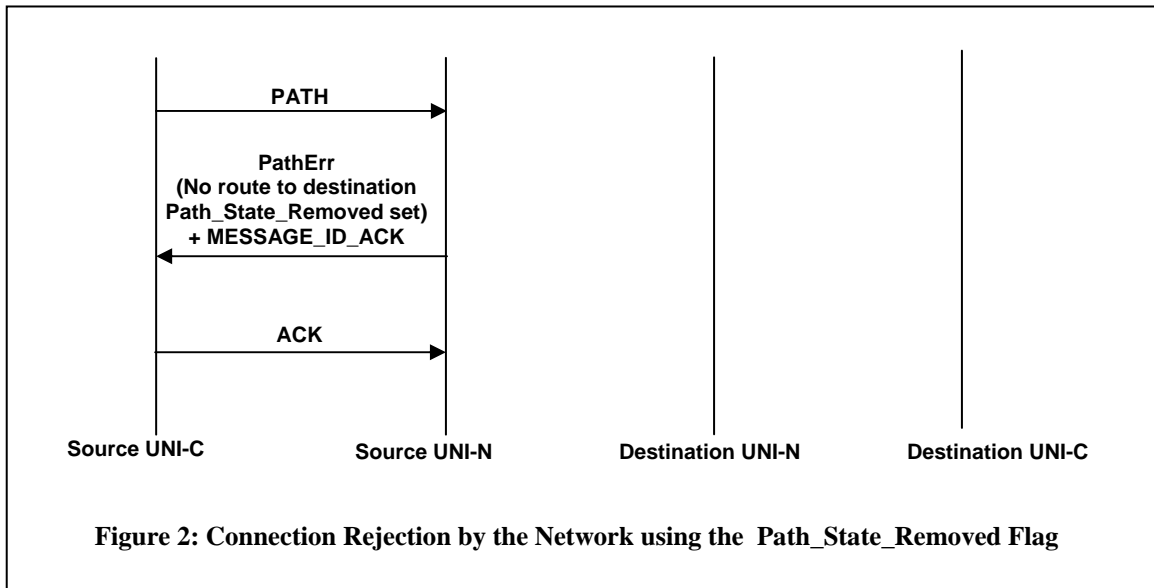 PATH
PathErr
(No route to destination
Path_State_Removed set)
+ MESSAGE_ID_ACK
ACK
Source UNI-C
Source UNI-N
Destination UNI-N
Destination UNI-C
Figure 2: Connection Rejection by the Network using the Path_State_Removed Flag